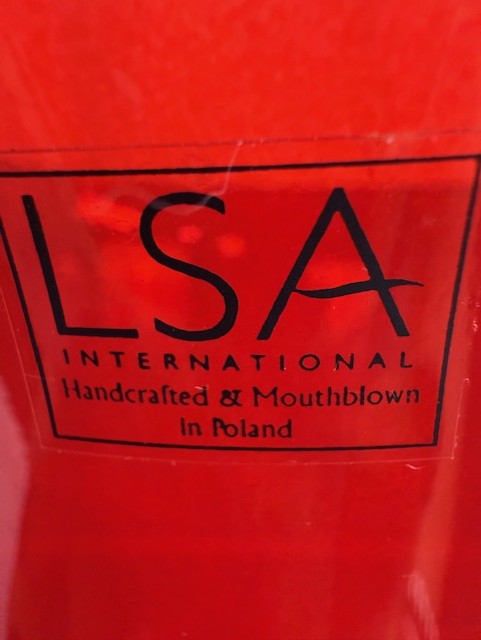 LSA
INTERNATIONAL
Handcrafted & Mouthblown
in Poland